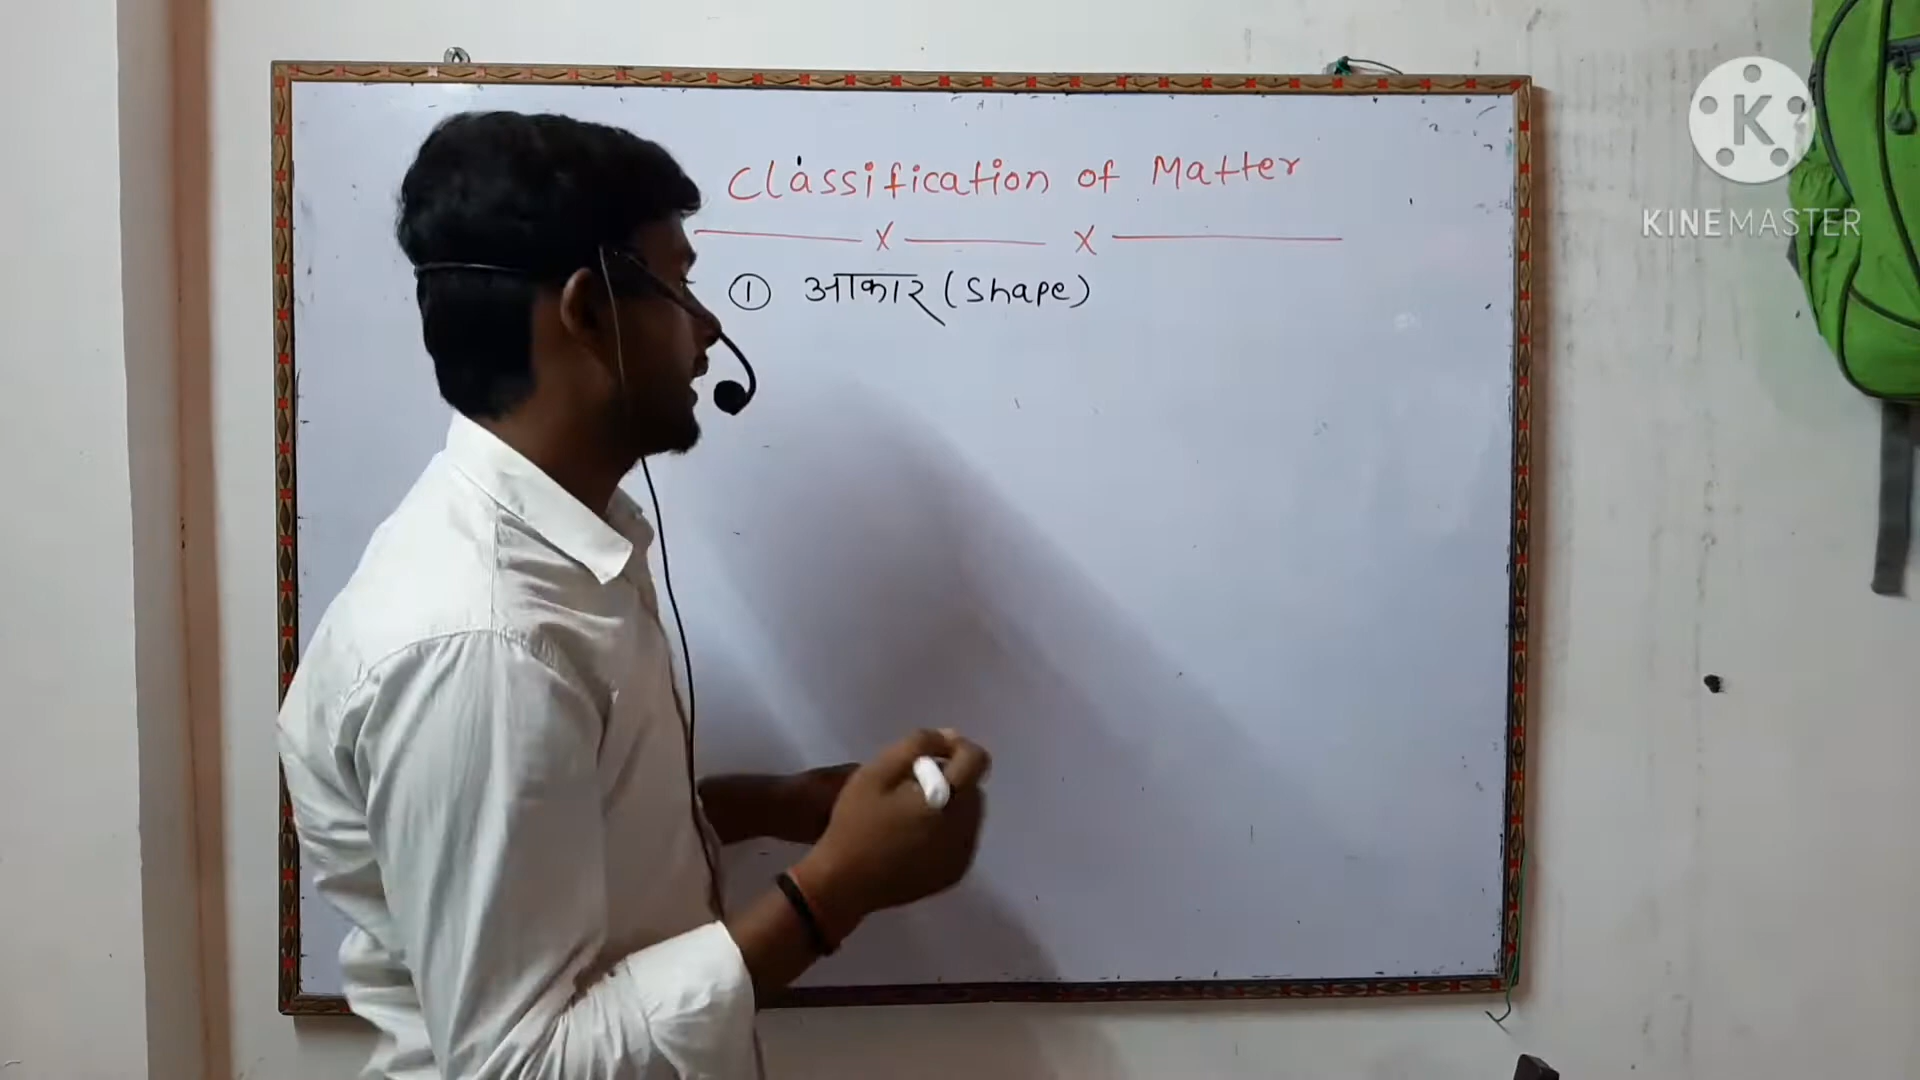 Classification of Matter
x x
① आकार (Shape)
K
KINEMASTER